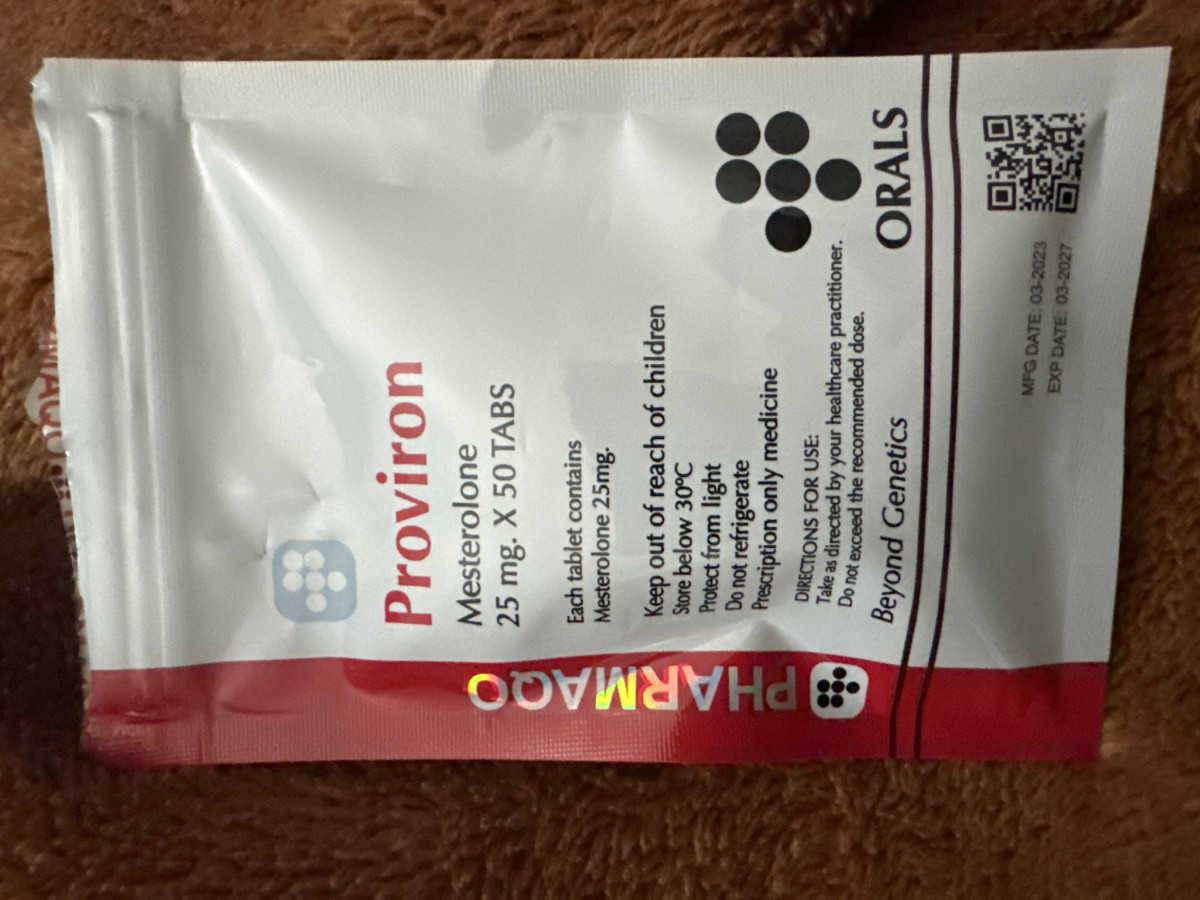 Proviron
Mesterolone
25 mg. X 50 TABS
Each tablet contains
Mesterolone 25mg.
Keep out of reach of children
Store below 30°C
Protect from light
Do not refrigerate
Prescription only medicine
DIRECTIONS FOR USE:
Take as directed by your healthcare practitioner.
Do not exceed the recommended dose.
Beyond Genetics
ORALS
MFG DATE: 03-2023
EXP DATE: 03-2027
PHARMAQO